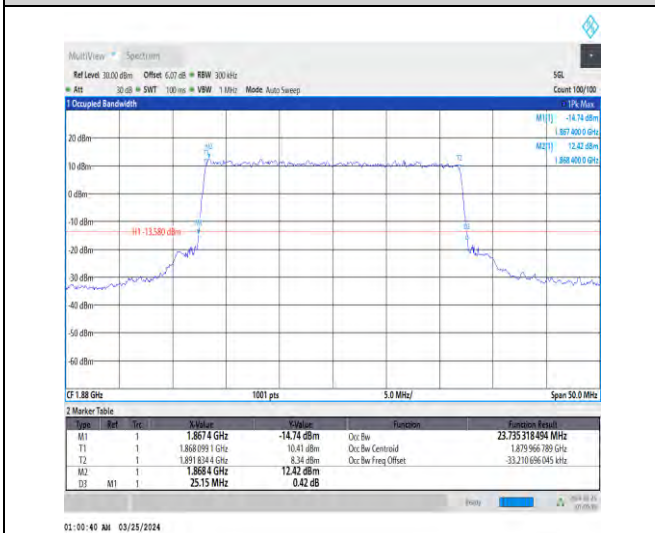 MultiView Spectrum
Ref Level 30.00 dBm Offset 6.07 dB RBW 300 kHz SGL
Att 30 dB SWT 100 ms VBW 1 MHz Mode Auto Sweep Count 100/100
1 Occupied Bandwidth 1Pk Max
M1[1] -14.74 dBm
1.867 400 0 GHz
M2[1] 12.42 dBm
1.868 400 0 GHz
20 dBm
10 dBm
0 dBm
-10 dBm
H1 -13.580 dBm
-20 dBm
-30 dBm
-40 dBm
-50 dBm
-60 dBm
CF 1.88 GHz 1001 pts 5.0 MHz/ Span 50.0 MHz
2 Marker Table
Type Ref Trc X-Value Y-Value Function Function Result
M1 1 1.8674 GHz -14.74 dBm Occ Bw 23.735 318 494 MHz
T1 1 1.868 099 1 GHz 10.41 dBm Occ Bw Centroid 1.879 966 789 GHz
T2 1 1.891 834 4 GHz 8.34 dBm Occ Bw Freq Offset -33.210 696 045 kHz
M2 1 1.8684 GHz 12.42 dBm
D3 M1 1 25.15 MHz 0.42 dB
01:00:40 AM 03/25/2024